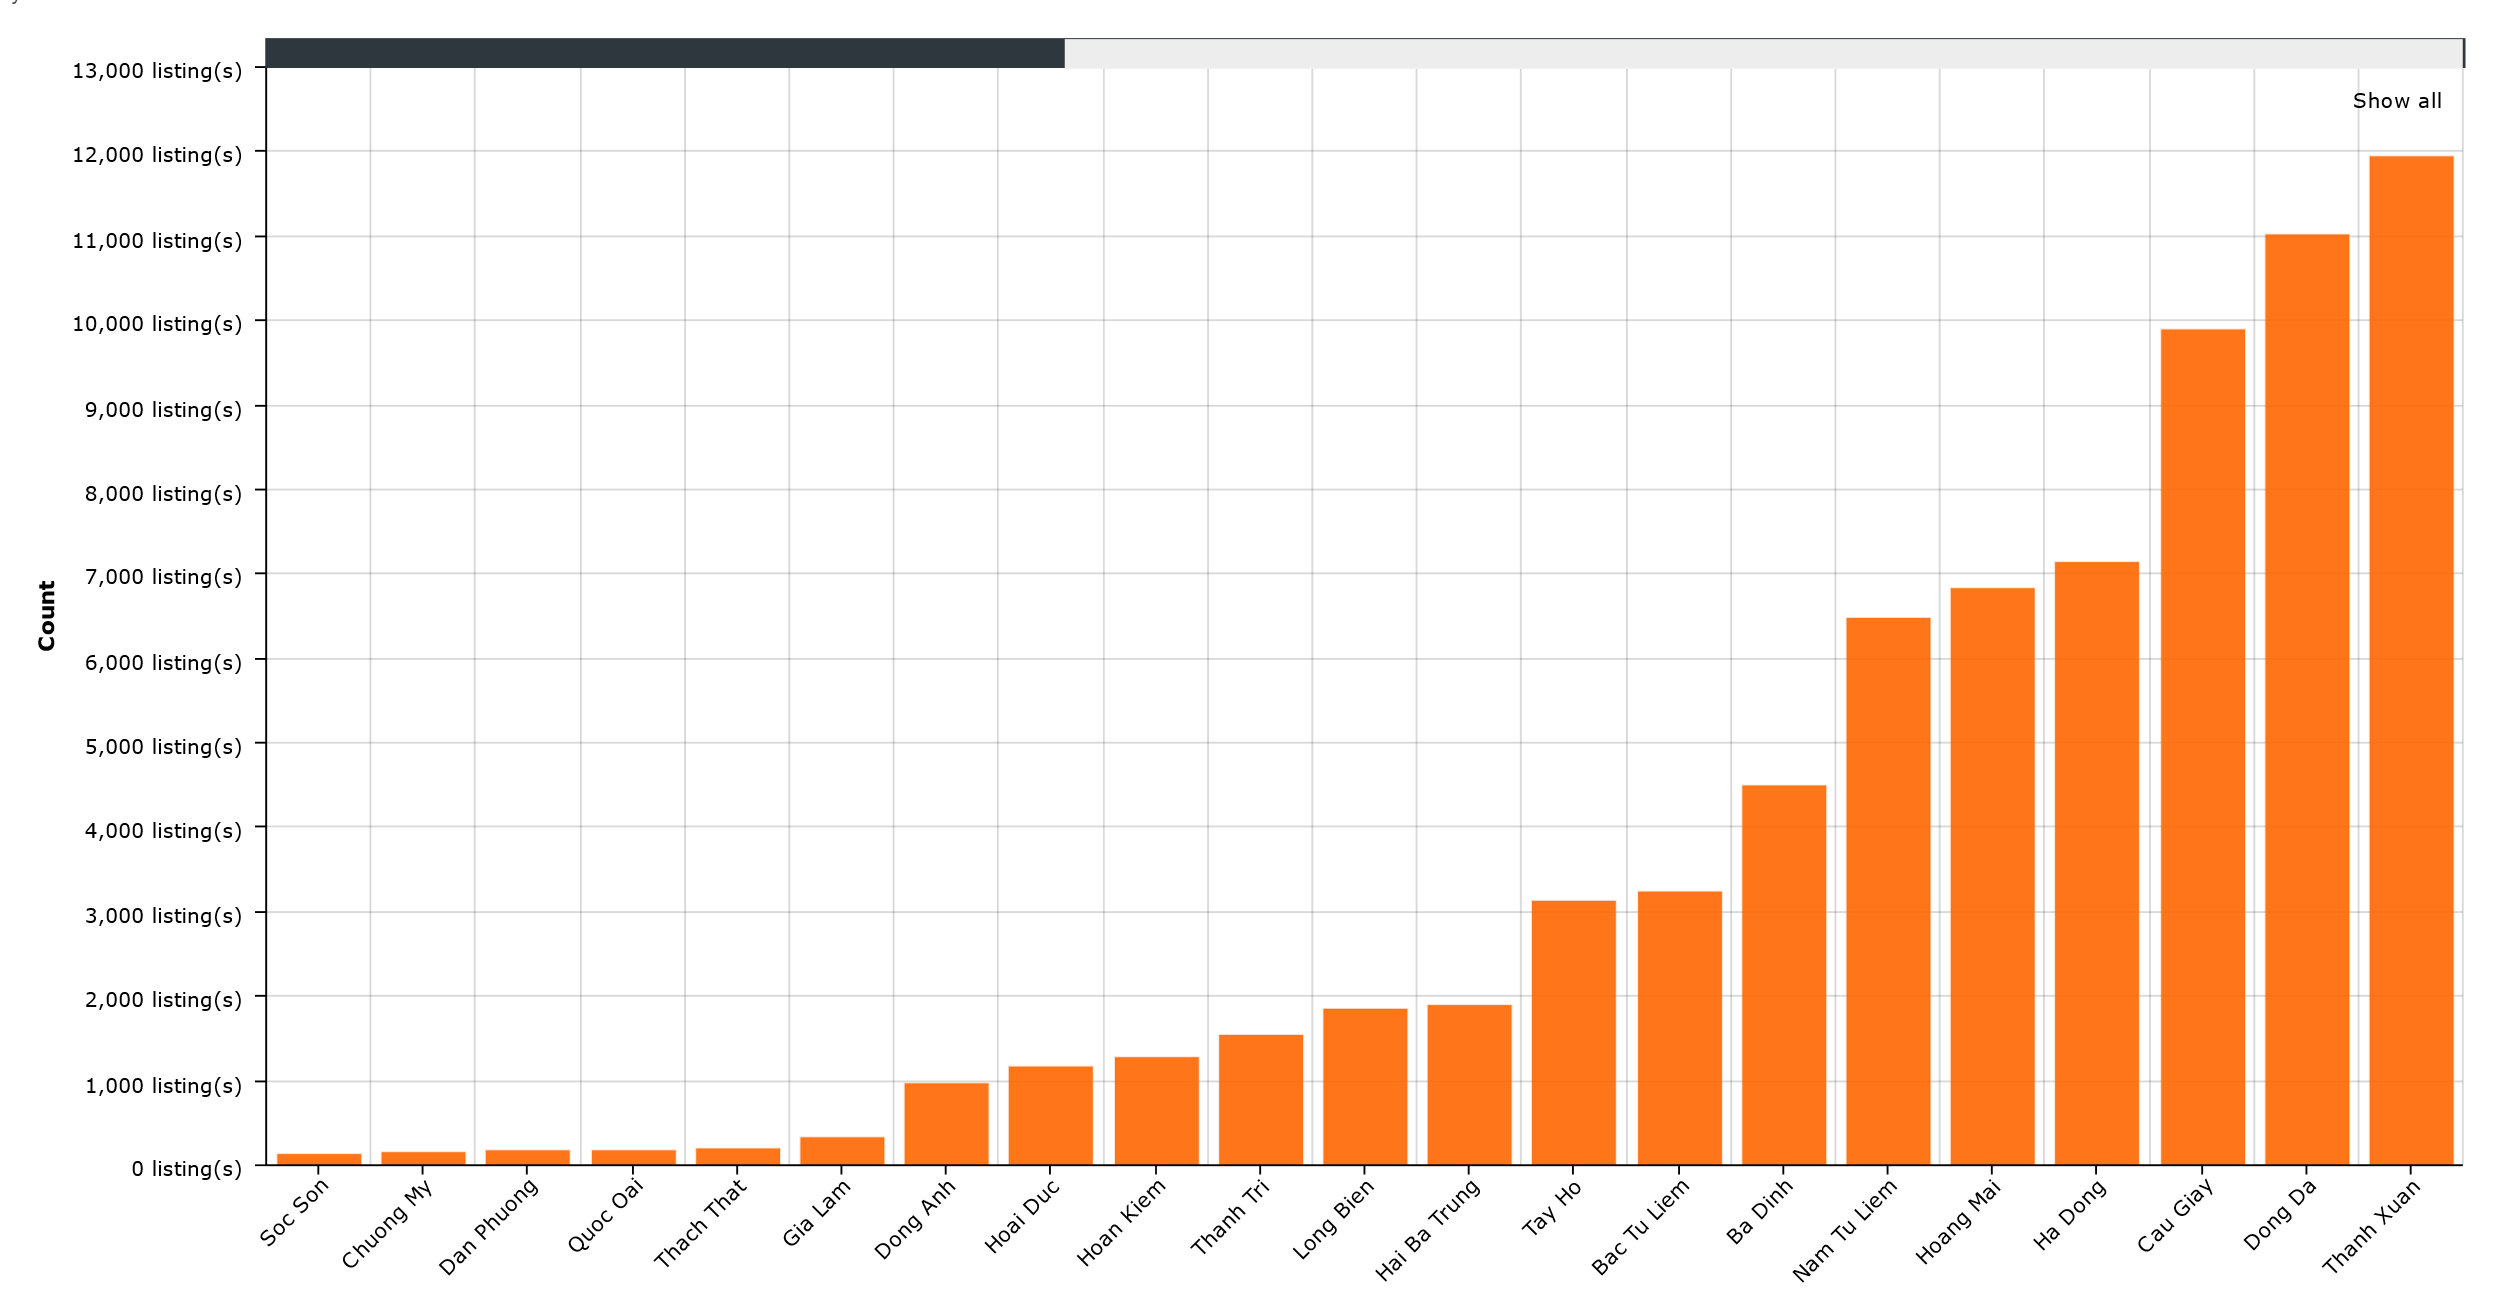 13,000 listing(s)
Show all
12,000 listing(s)
11,000 listing(s)
10,000 listing(s)
9,000 listing(s)
8,000 listing(s)
7,000 listing(s)
6,000 listing(s)
5,000 listing(s)
4,000 listing(s)
3,000 listing(s)
2,000 listing(s)
1,000 listing(s)
0 listing(s)
Count
Soc Son
Chuong My
Dan Phuong
Quoc Oai
Thach That
Gia Lam
Dong Anh
Hoai Duc
Hoan Kiem
Thanh Tri
Long Bien
Hai Ba Trung
Tay Ho
Bac Tu Liem
Ba Dinh
Nam Tu Liem
Hoang Mai
Ha Dong
Cau Giay
Dong Da
Thanh Xuan